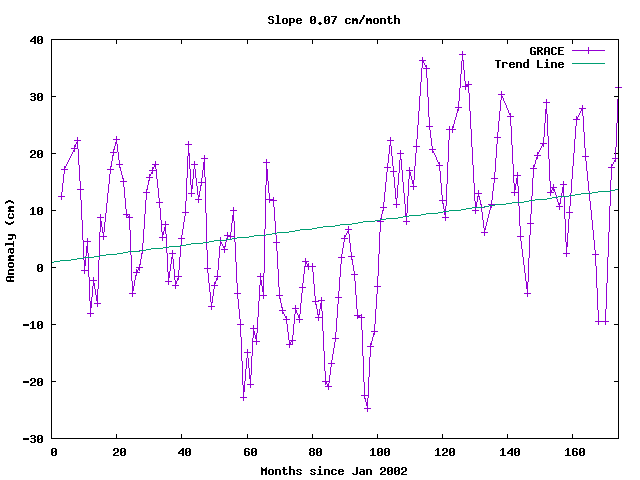 Slope 0.07 cm/month
40
GRACE
Trend Line
30
20
10
0
-10
-20
-30
Anomaly (cm)
0 20 40 60 80 100 120 140 160
Months since Jan 2002